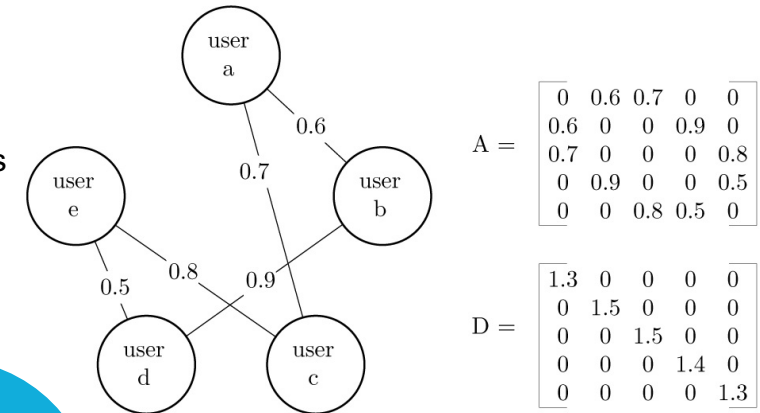 user
a
0.6
0.7
s
user
e
user
b
0.8
0.9
0.5
user
d
user
c
A =
0 0.6 0.7 0 0
0.6 0 0 0.9 0
0.7 0 0 0 0.8
0 0.9 0 0 0.5
0 0 0.8 0.5 0
D =
1.3 0 0 0 0
0 1.5 0 0 0
0 0 1.5 0 0
0 0 0 1.4 0
0 0 0 0 1.3